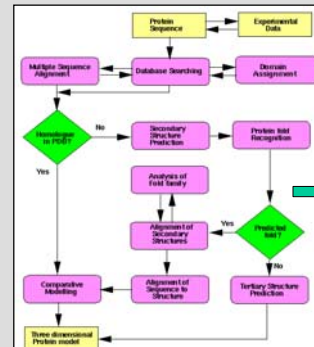 Protein
Sequence
Experimental
Data
Multiple Sequence
Alignment
Database Searching
Domain
Assignment
Homologue
in PDB?
No
Secondary
Structure
Prediction
Protein fold
Recognition
Yes
Analysis of
Fold family
Predicted
fold?
Yes
Alignment of
Secondary
Structures
No
Comparative
Modelling
Alignment of
Sequence to
Structure
Tertiary Structure
Prediction
Three dimensional
Protein model